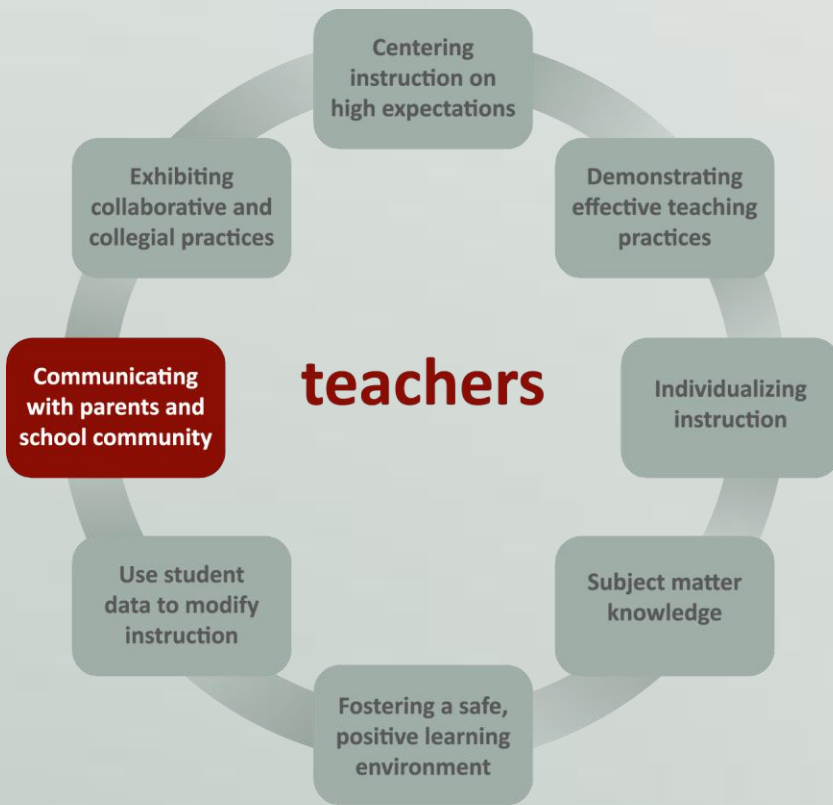 Centering
instruction on
high expectations
Demonstrating
effective teaching
practices
Individualizing
instruction
Subject matter
knowledge
Fostering a safe,
positive learning
environment
Use student
data to modify
instruction
Communicating
with parents and
school community
Exhibiting
collaborative and
collegial practices
teachers